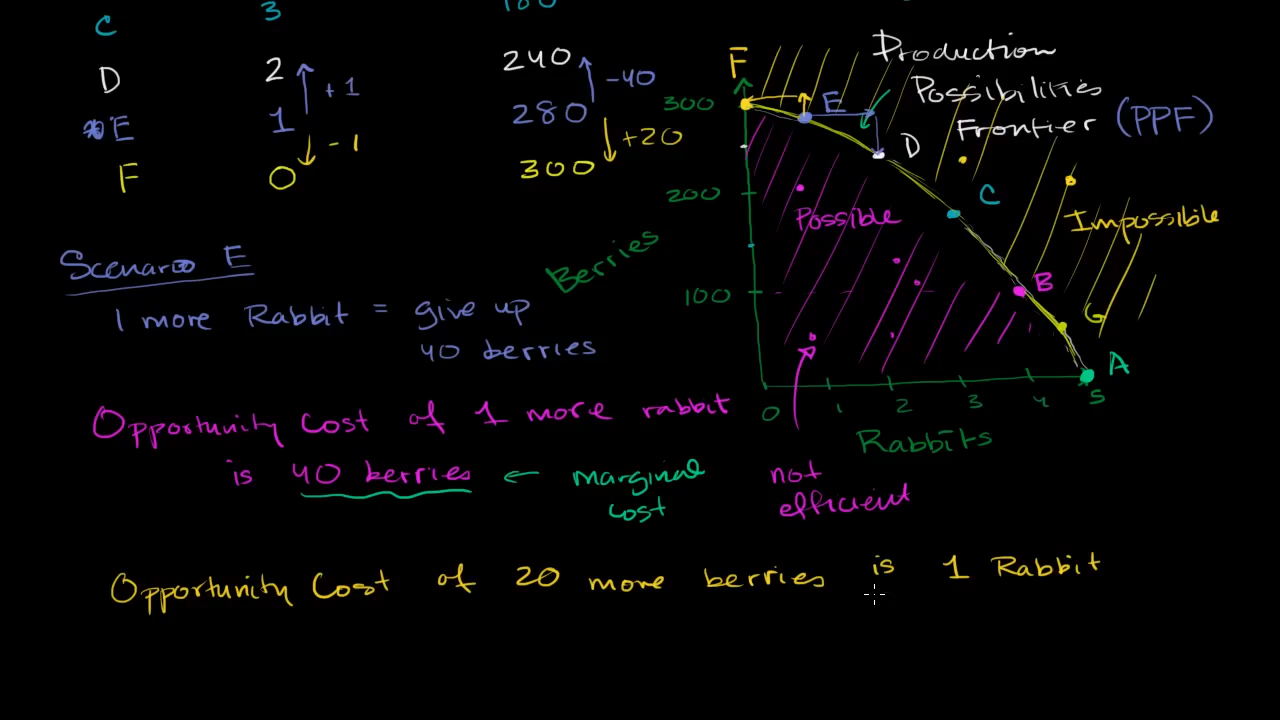 C 3 180
D 2 240
+1 -40
E 1 280
-1 +20
F 0 300
Scenario E
1 more Rabbit = give up
40 berries
Opportunity Cost of 1 more rabbit
is 40 berries ← marginal
cost
Opportunity Cost of 20 more berries is 1 Rabbit
Production
Possibilities
Frontier (PPF)
F
300
E
D
200
C
Possible
Impossible
Berries
100
B
G
A
0 1 2 3 4 5
Rabbits
not
efficient